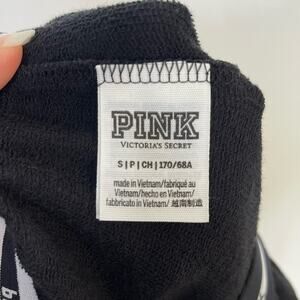 PINK
VICTORIA'S SECRET
S | P | CH | 170/68A
made in Vietnam/fabriqué au
Vietnam/hecho en Vietnam/
fabbricato in Vietnam/ 越南制造